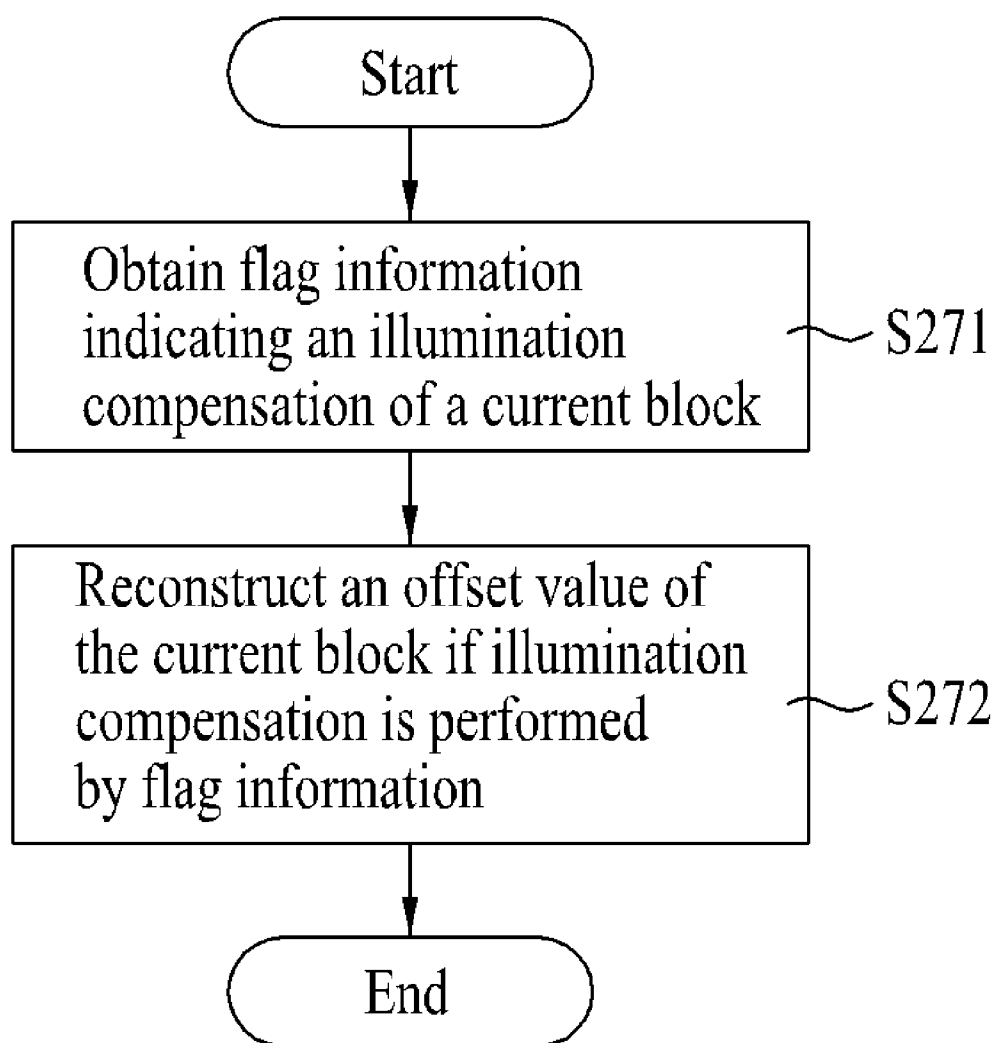 Start
Obtain flag information
indicating an illumination
compensation of a current block
S271
Reconstruct an offset value of
the current block if illumination
compensation is performed
by flag information
S272
End